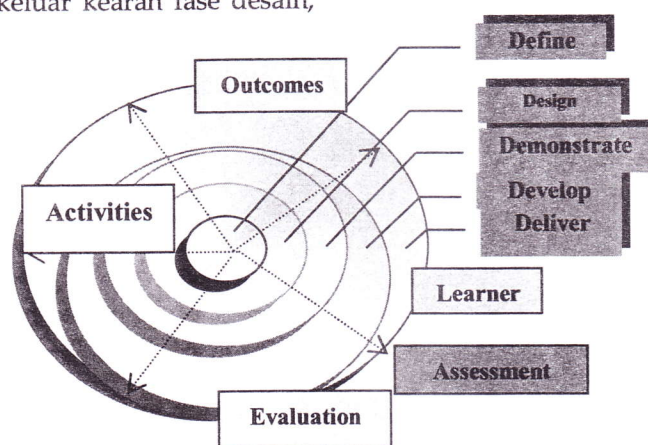 keluar kearah fase desain,
Define
Outcomes
Design
Demonstrate
Activities
Develop
Deliver
Learner
Assessment
Evaluation